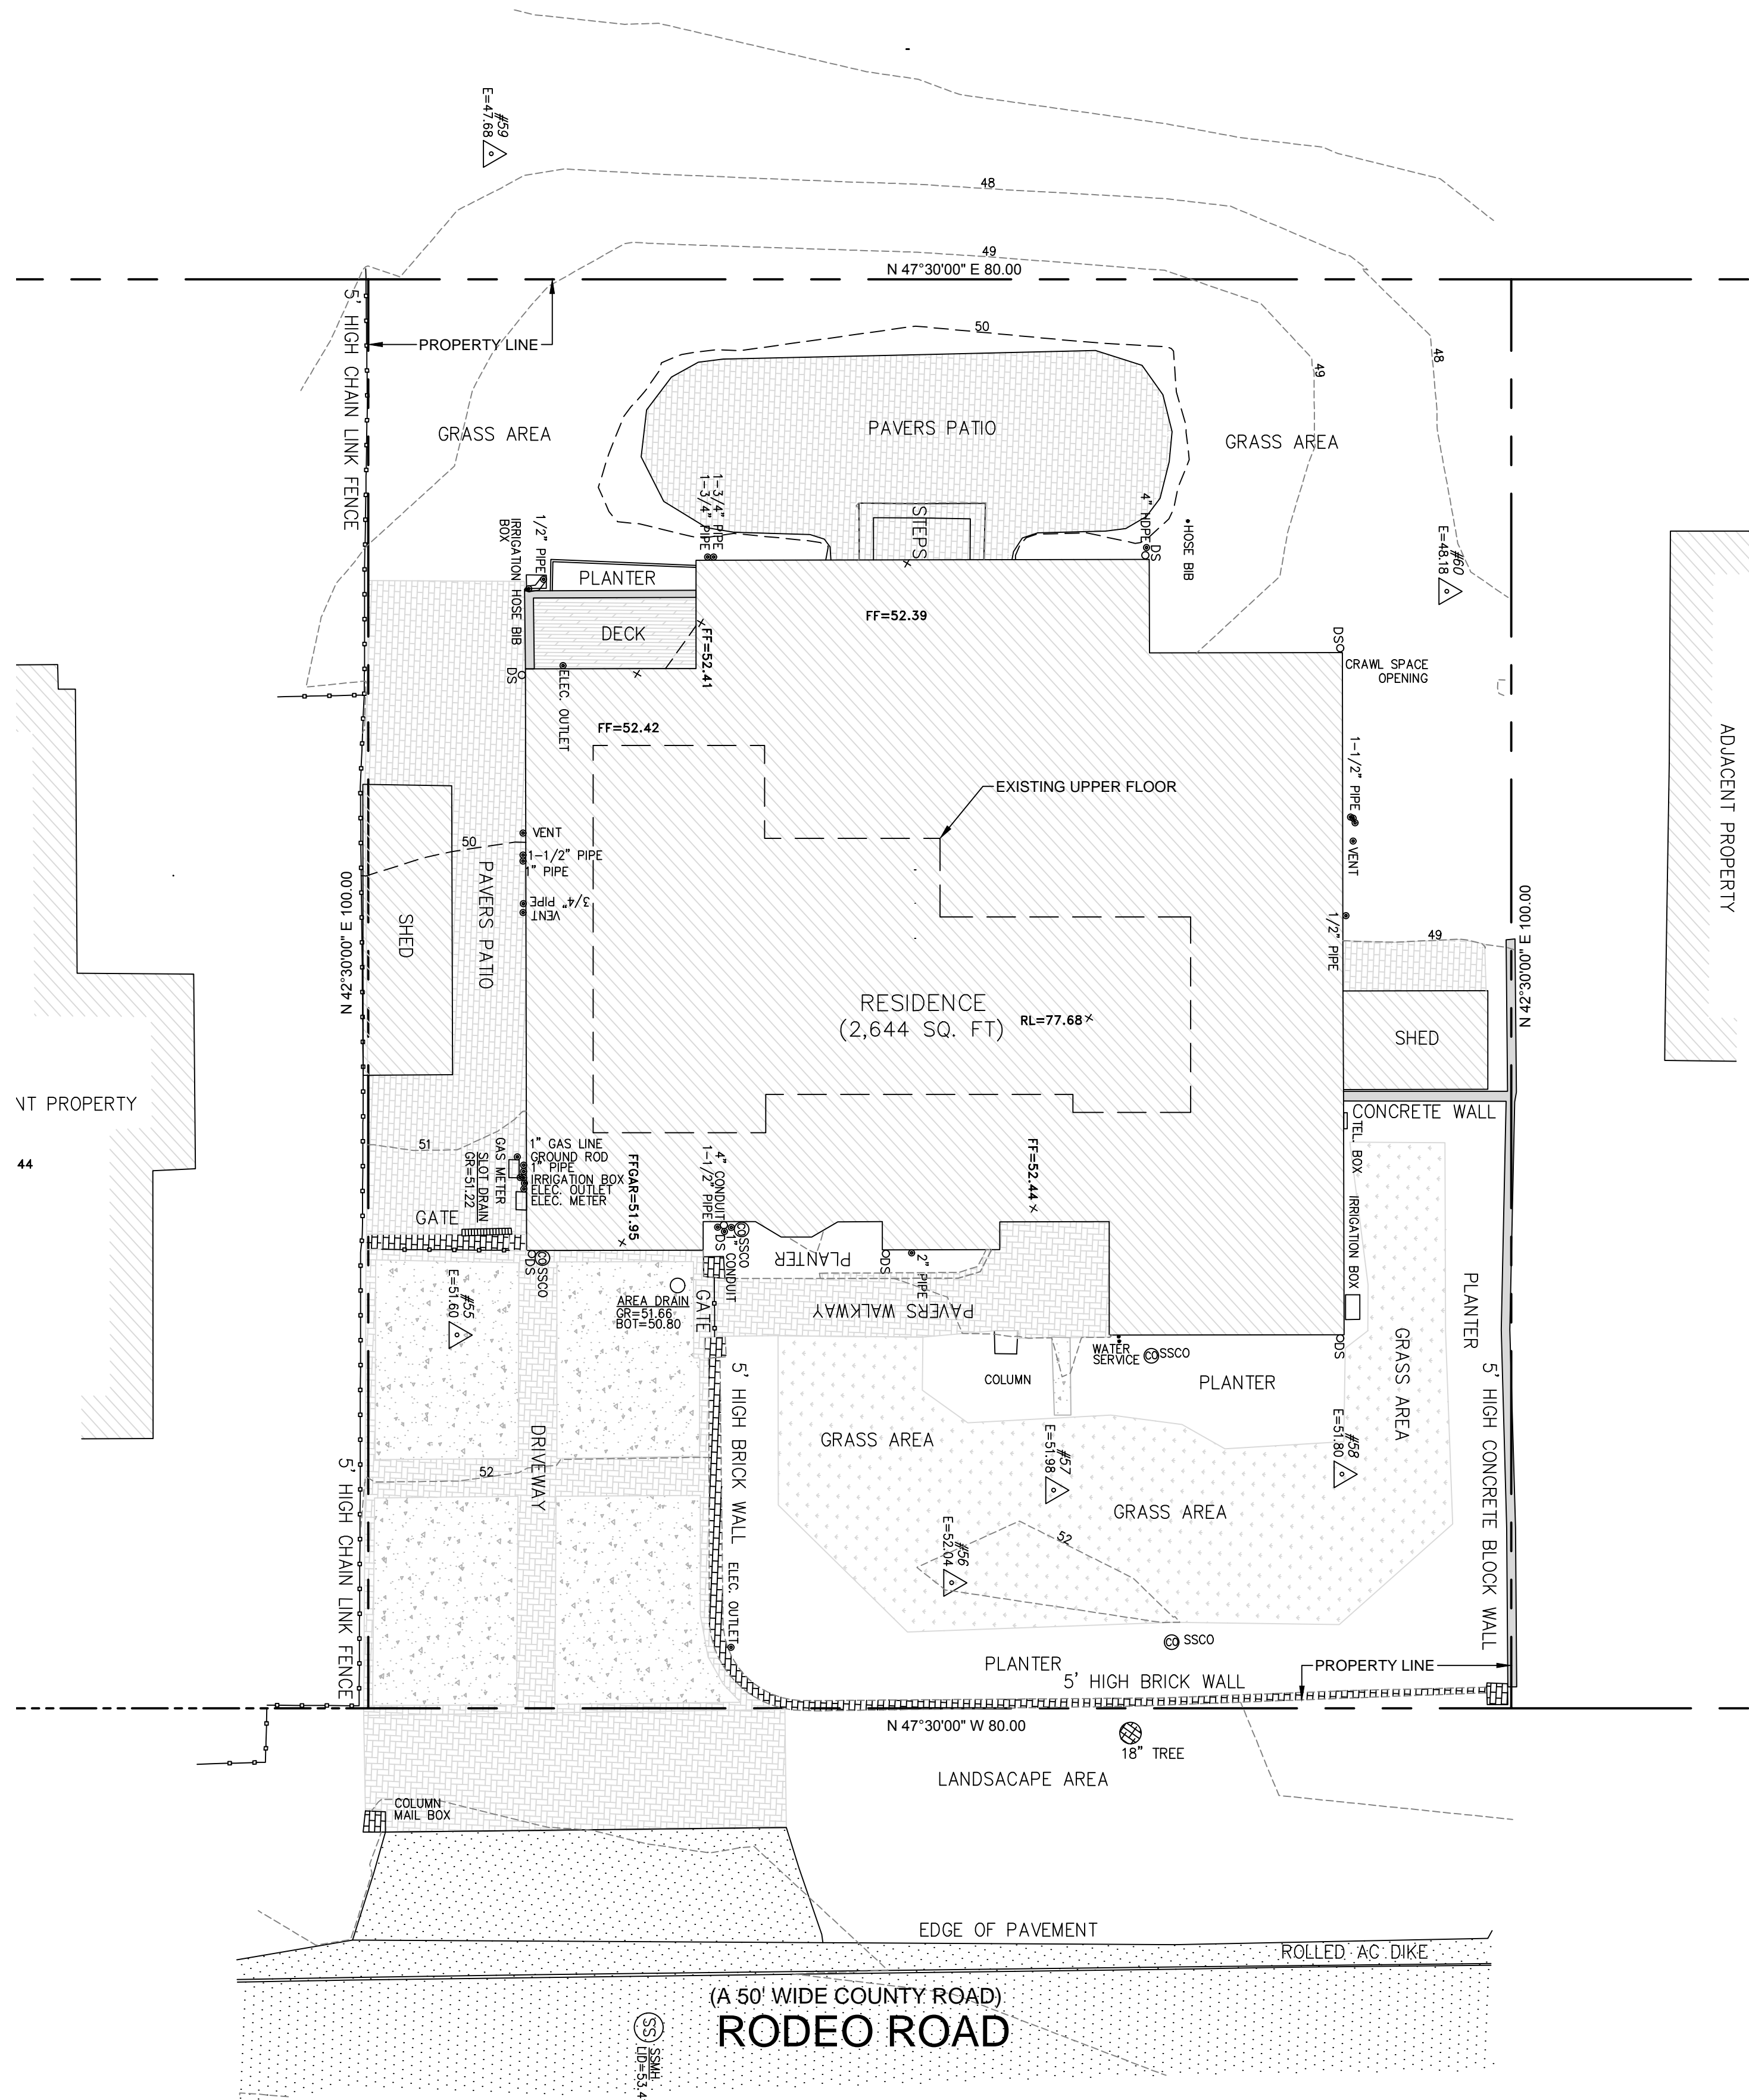 #59
E=47.68
48
49
N 47°30'00" E 80.00
5' HIGH CHAIN LINK FENCE
PROPERTY LINE
50
48
49
GRASS AREA
PAVERS PATIO
GRASS AREA
1-3/4" PIPE
1-3/4" PIPE
STEPS
4" HDPE
DS
HOSE BIB
#60
E=48.18
IRRIGATION
BOX
1/2" PIPE
HOSE BIB
PLANTER
DECK
FF=52.39
FF=52.41
DS
ELEC. OUTLET
DS
CRAWL SPACE
OPENING
FF=52.42
ADJACENT PROPERTY
1-1/2" PIPE
EXISTING UPPER FLOOR
VENT
50
1-1/2" PIPE
1" PIPE
VENT
PAVERS PATIO
3/4" PIPE
VENT
N 42°30'00" E 100.00
SHED
1/2" PIPE
49
N 42°30'00" E 100.00
RESIDENCE
(2,644 SQ. FT)
RL=77.68
SHED
NT PROPERTY
CONCRETE WALL
44
51
GAS METER
SLOT DRAIN
GR=51.22
1" GAS LINE
GROUND ROD
1" PIPE
IRRIGATION BOX
ELEC. OUTLET
ELEC. METER
FFGAR=51.95
4" CONDUIT
1-1/2" PIPE
FF=52.44
TEL. BOX
IRRIGATION BOX
GATE
DS
CO
SSCO
DS
1" CONDUIT
CO
SSCO
PLANTER
DS
2" PIPE
#55
E=51.60
AREA DRAIN
GR=51.66
BOT=50.80
GATE
PAVERS WALKWAY
PLANTER
GRASS AREA
WATER
SERVICE
CO
SSCO
DS
COLUMN
PLANTER
5' HIGH BRICK WALL
GRASS AREA
#57
E=51.98
#58
E=51.80
5' HIGH CONCRETE BLOCK WALL
5' HIGH CHAIN LINK FENCE
52
DRIVEWAY
GRASS AREA
52
#56
E=52.04
ELEC. OUTLET
CO
SSCO
PLANTER
PROPERTY LINE
5' HIGH BRICK WALL
N 47°30'00" W 80.00
18" TREE
LANDSACAPE AREA
COLUMN
MAIL BOX
EDGE OF PAVEMENT
ROLLED AC DIKE
(A 50' WIDE COUNTY ROAD)
RODEO ROAD
SS
SSMH
LID=53.4